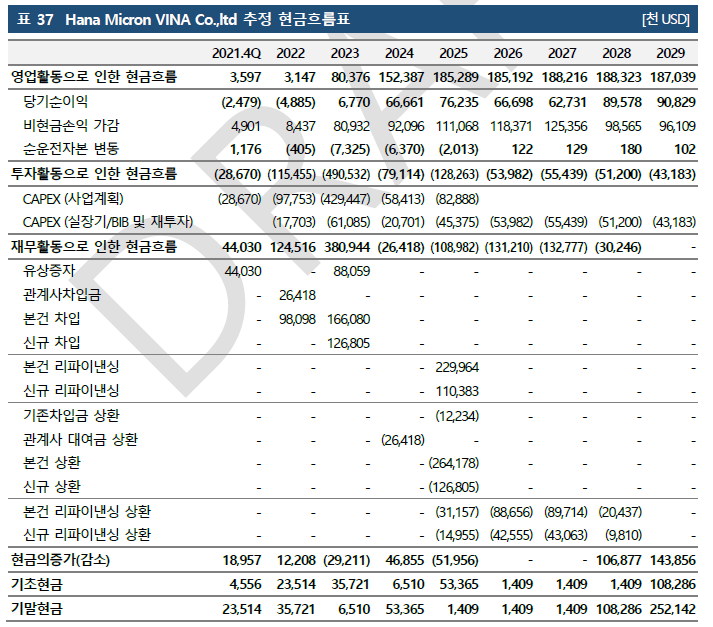 표 37 Hana Micron VINA Co.,ltd 추정 현금흐름표 [천 USD]
2021.4Q 2022 2023 2024 2025 2026 2027 2028 2029
영업활동으로 인한 현금흐름 3,597 3,147 80,376 152,387 185,289 185,192 188,216 188,323 187,039
당기순이익 (2,479) (4,885) 6,770 66,661 76,235 66,698 62,731 89,578 90,829
비현금손익 가감 4,901 8,437 80,932 92,096 111,068 118,371 125,356 98,565 96,109
순운전자본 변동 1,176 (405) (7,325) (6,370) (2,013) 122 129 180 102
투자활동으로 인한 현금흐름 (28,670) (115,455) (490,532) (79,114) (128,263) (53,982) (55,439) (51,200) (43,183)
CAPEX (사업계획) (28,670) (97,753) (429,447) (58,413) (82,888)
CAPEX (실장기/BIB 및 재투자) (17,703) (61,085) (20,701) (45,375) (53,982) (55,439) (51,200) (43,183)
재무활동으로 인한 현금흐름 44,030 124,516 380,944 (26,418) (108,982) (131,210) (132,777) (30,246) -
유상증자 44,030 - 88,059 - - - - - -
관계사차입금 - 26,418 - - - - - - -
본건 차입 - 98,098 166,080 - - - - - -
신규 차입 - - 126,805 - - - - - -
본건 리파이낸싱 - - - - 229,964 - - - -
신규 리파이낸싱 - - - - 110,383 - - - -
기존차입금 상환 - - - - (12,234) - - - -
관계사 대여금 상환 - - - (26,418) - - - - -
본건 상환 - - - - (264,178) - - - -
신규 상환 - - - - (126,805) - - - -
본건 리파이낸싱 상환 - - - - (31,157) (88,656) (89,714) (20,437) -
신규 리파이낸싱 상환 - - - - (14,955) (42,555) (43,063) (9,810) -
현금의증가(감소) 18,957 12,208 (29,211) 46,855 (51,956) - - 106,877 143,856
기초현금 4,556 23,514 35,721 6,510 53,365 1,409 1,409 1,409 108,286
기말현금 23,514 35,721 6,510 53,365 1,409 1,409 1,409 108,286 252,142